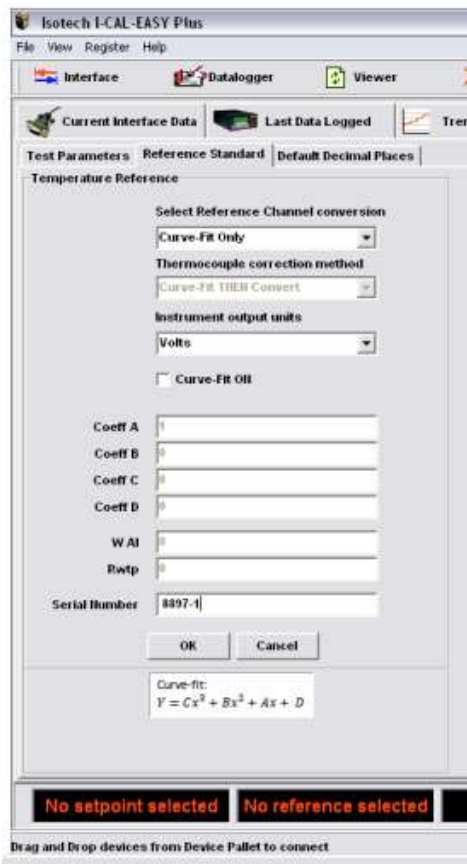 Isotech I-CAL-EASY Plus
File View Register Help
Interface Datalogger Viewer
Current Interface Data Last Data Logged Tren
Test Parameters Reference Standard Default Decimal Places
Temperature Reference
Select Reference Channel conversion
Curve-Fit Only
Thermocouple correction method
Curve-Fit THEN Convert
Instrument output units
Volts
Curve-Fit Off
Coeff A 1
Coeff B 0
Coeff C 0
Coeff D 0
W Al 0
Rwtp 0
Serial Number 8897-1
OK Cancel
Curve-fit:
Y = Cx³ + Bx² + Ax + D
No setpoint selected No reference selected
Drag and Drop devices from Device Pallet to connect